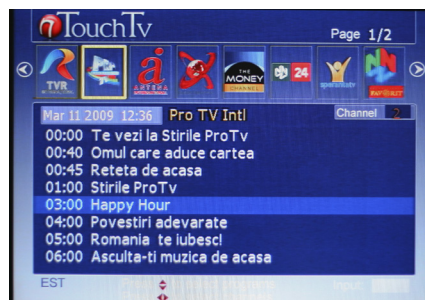 TouchTv
Page 1/2
TVR
ANTENA
THE
MONEY
CHANNEL
24
Mar 11 2009 12:36
Pro TV Intl
Channel 2
00:00 Te vezi la Stirile ProTv
00:40 Omul care aduce cartea
00:45 Reteta de acasa
01:00 Stirile ProTv
03:00 Happy Hour
04:00 Povestiri adevarate
05:00 Romania te iubesc!
06:00 Asculta-ti muzica de acasa
EST
Input: